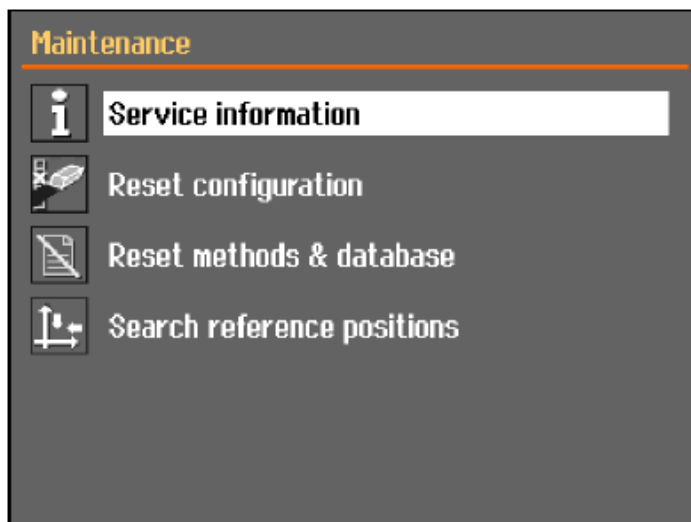 Maintenance
Service information
Reset configuration
Reset methods & database
Search reference positions